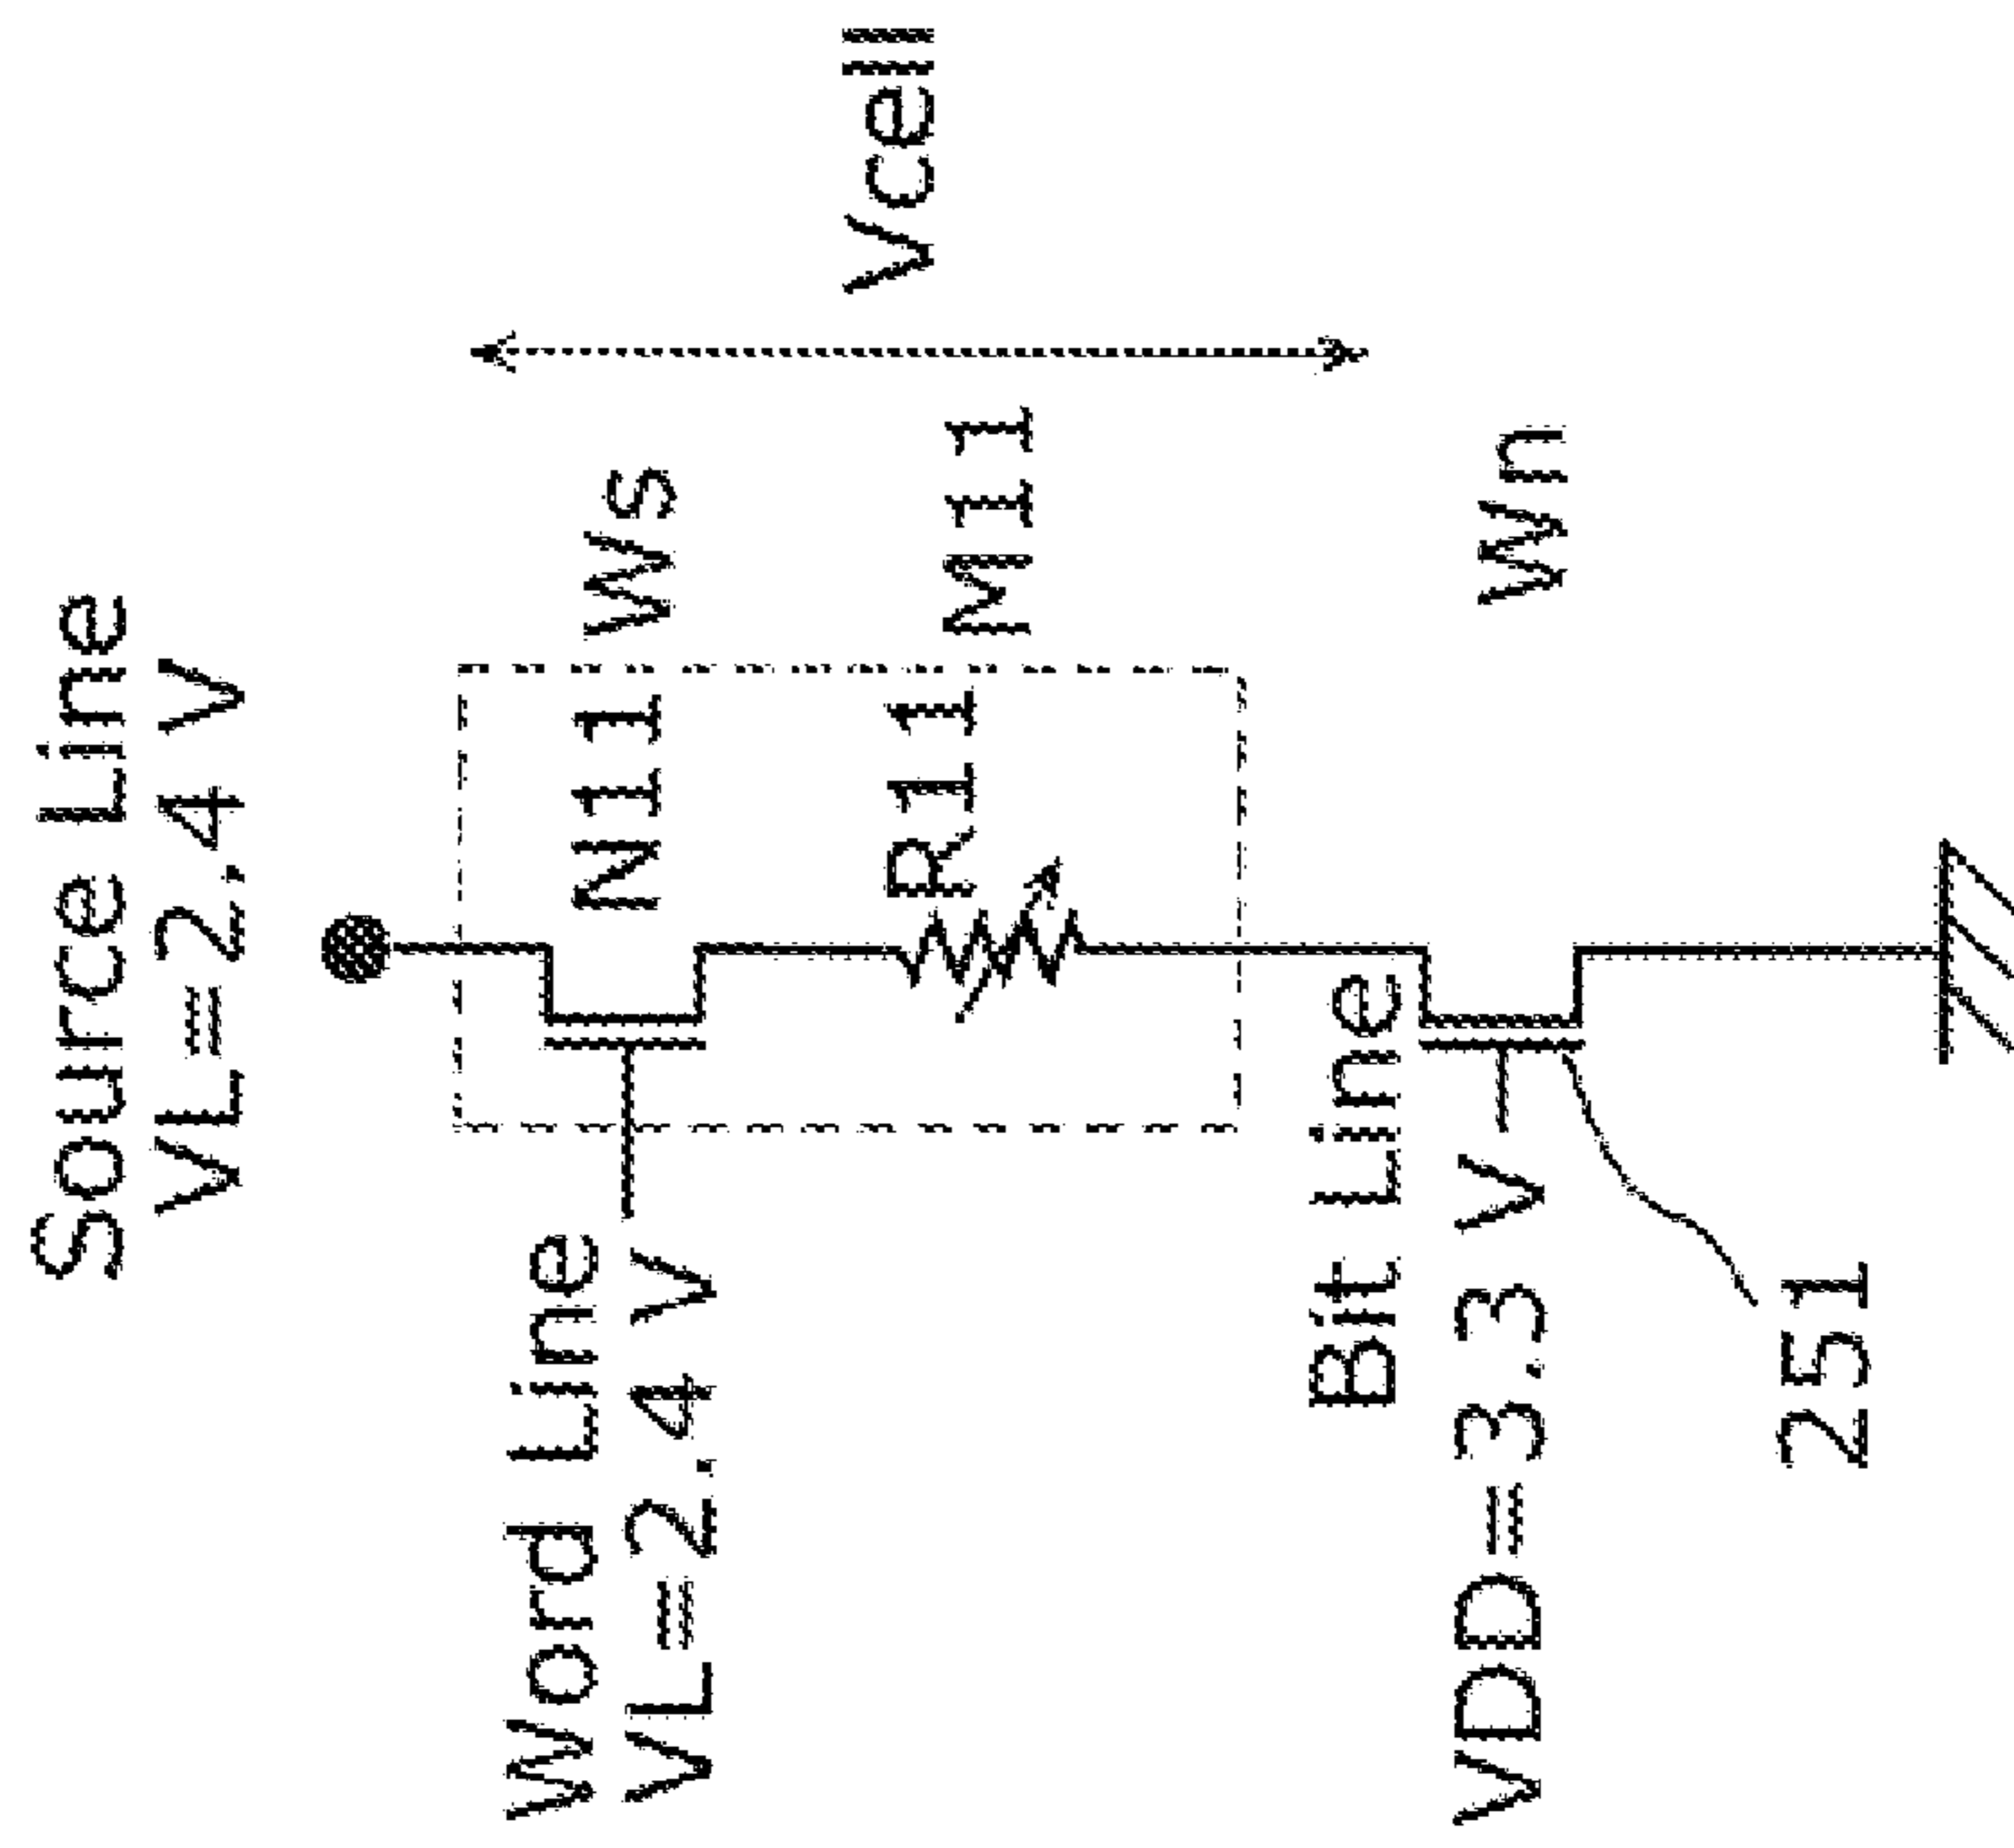 Source Line
VL=2.4 V
Word Line
VL=2.4 V
N11
Ws
R11
M11
Vcell
Bit Line
VDD=3.3 V
Wn
251